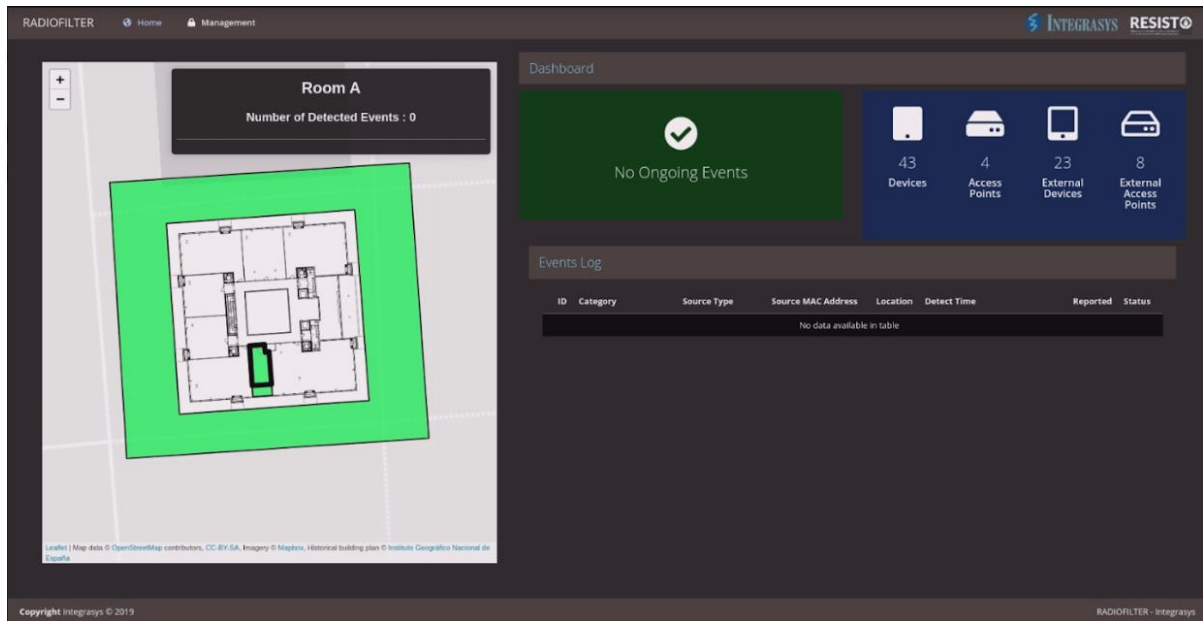 RADIOFILTER Home Management INTEGRASYS RESISTO
+
−
Room A
Number of Detected Events : 0
Leaflet | Map data © OpenStreetMap contributors, CC-BY-SA, Imagery © Mapbox, Historical building plan © Instituto Geográfico Nacional de
España
Dashboard
No Ongoing Events
43
Devices
4
Access
Points
23
External
Devices
8
External
Access
Points
Events Log
ID Category Source Type Source MAC Address Location Detect Time Reported Status
No data available in table
Copyright Integrasys © 2019
RADIOFILTER - Integrasys